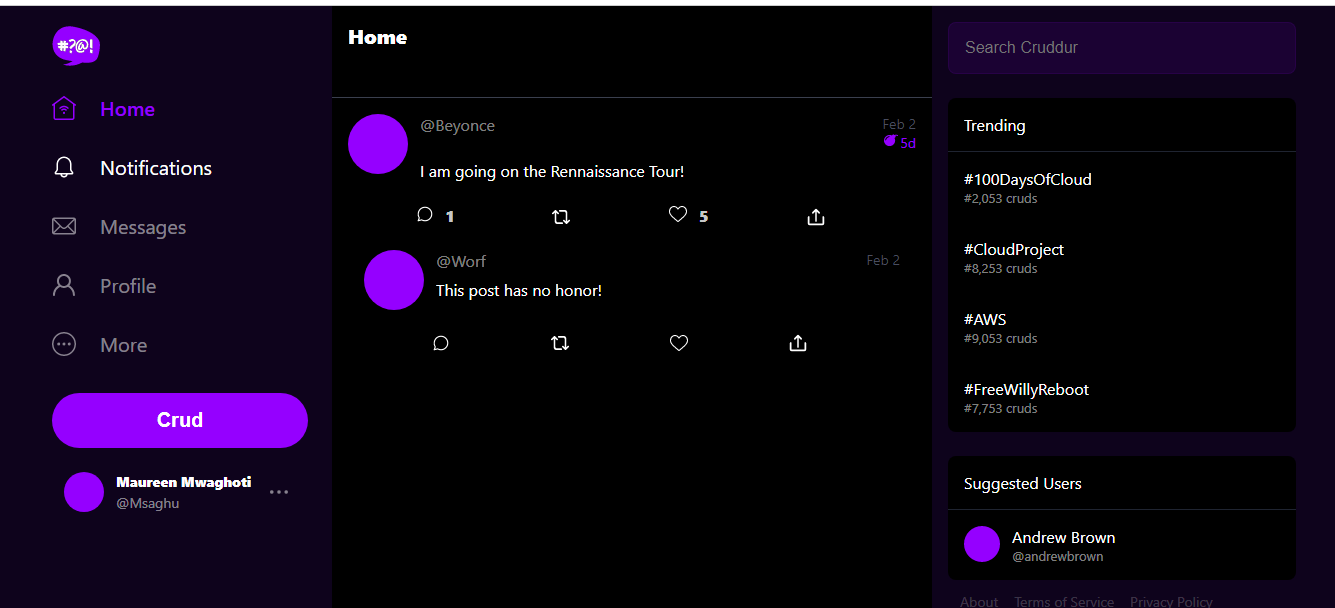 #?@!
Home
Notifications
Messages
Profile
More
Crud
Maureen Mwaghoti
@Msaghu
Home
@Beyonce
Feb 2
5d
I am going on the Rennaissance Tour!
1
5
@Worf
Feb 2
This post has no honor!
Search Cruddur
Trending
#100DaysOfCloud
#2,053 cruds
#CloudProject
#8,253 cruds
#AWS
#9,053 cruds
#FreeWillyReboot
#7,753 cruds
Suggested Users
Andrew Brown
@andrewbrown
About Terms of Service Privacy Policy